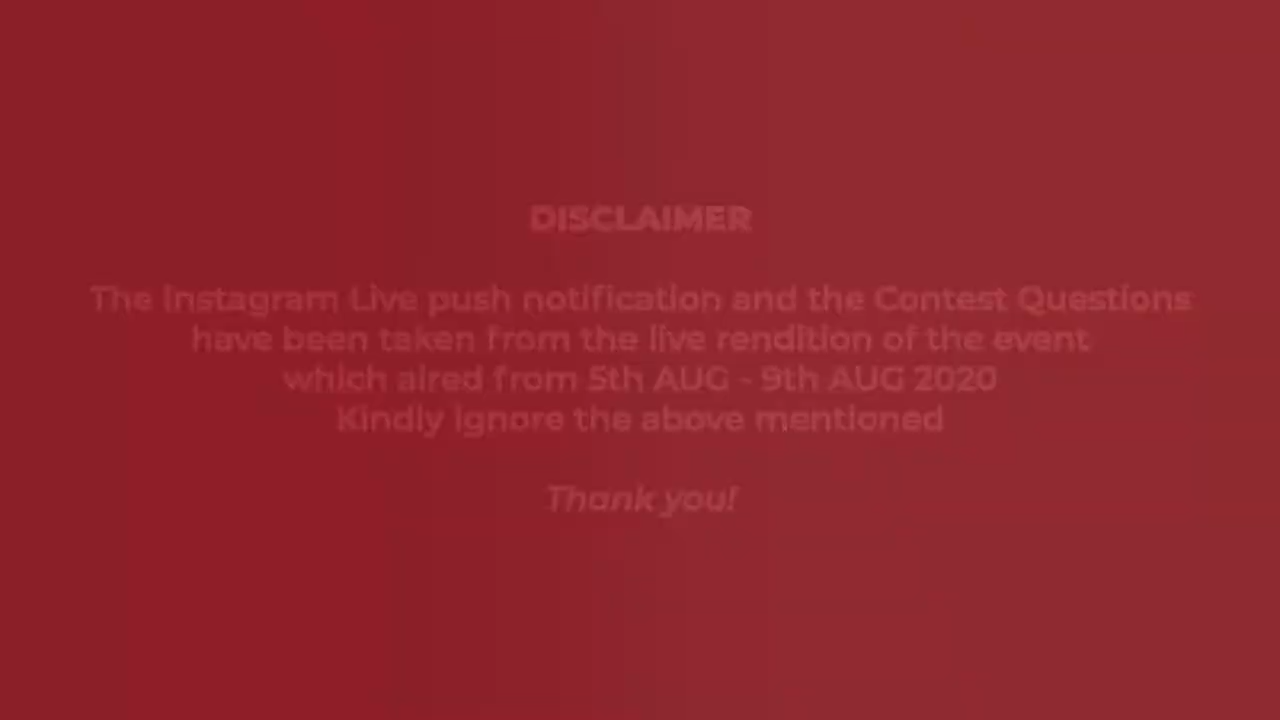 DISCLAIMER
The Instagram Live push notification and the Contest Questions
have been taken from the live rendition of the event
which aired from 5th AUG - 9th AUG 2020
Kindly ignore the above mentioned
Thank you!